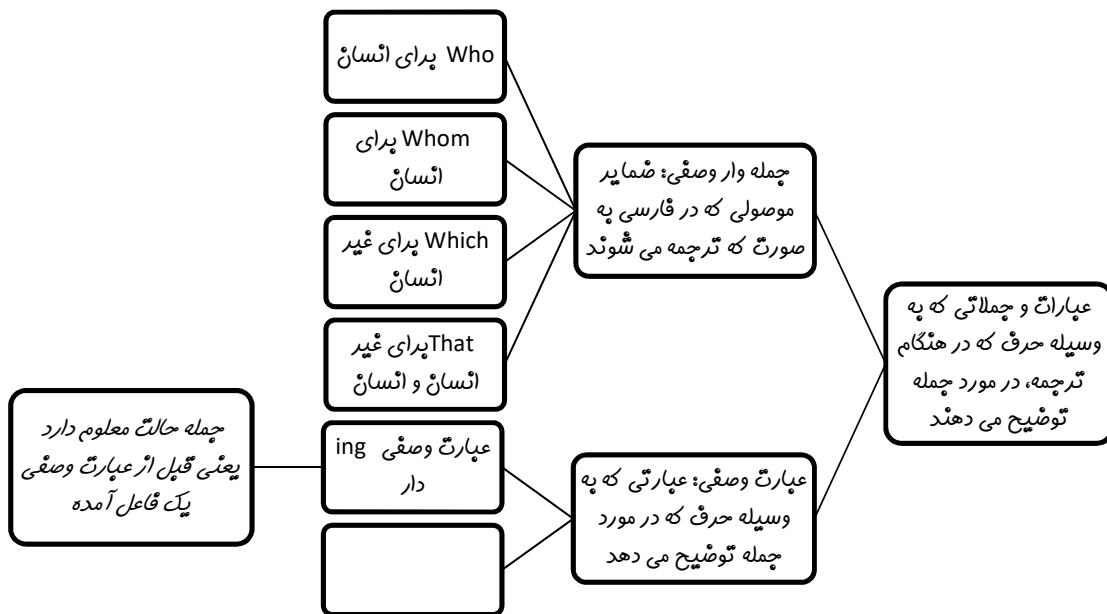 عبارات و جملاتی که به
وسیله حرف که در هنگام
ترجمه، در مورد جمله
توضیح می دهند
جمله وار وصفی: ضمایر
موصولی که در فارسی به
صورت که ترجمه می شوند
Who برای انسان
Whom برای
انسان
Which برای غیر
انسان
That برای غیر
انسان و انسان
عبارت وصفی: عبارتی که به
وسیله حرف که در مورد
جمله توضیح می دهد
عبارت وصفی ing
دار
جمله حالت معلوم دارد
یعنی قبل از عبارت وصفی
یک فاعل آمده